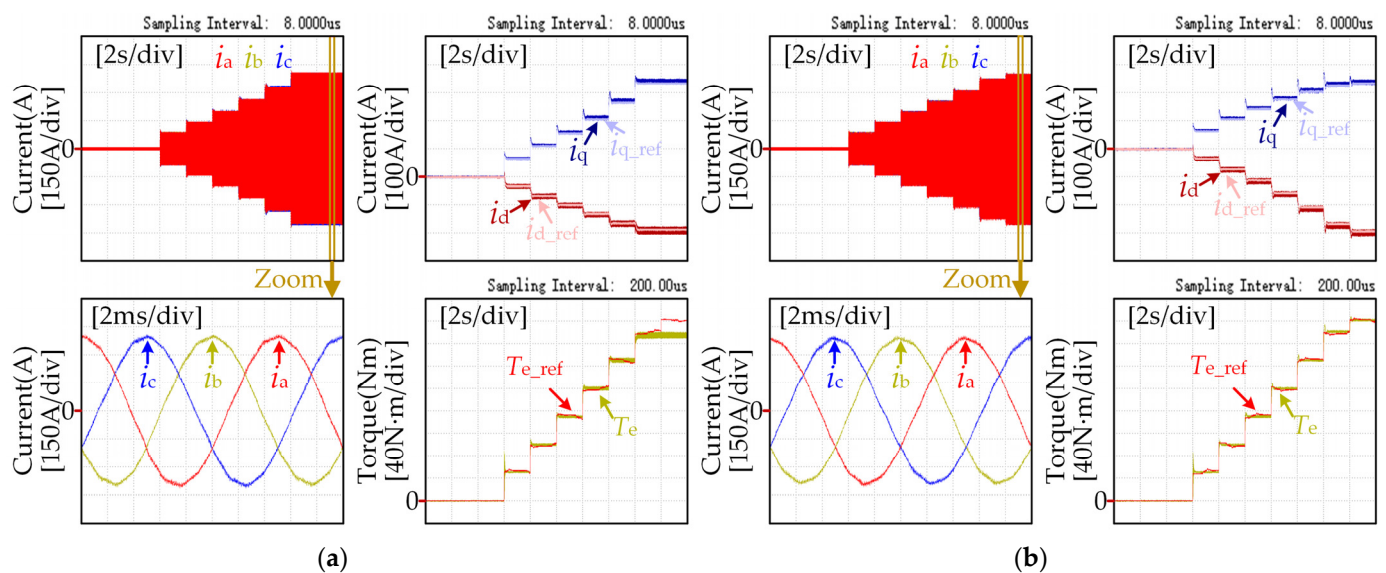 Sampling Interval: 8.0000us
[2s/div]
ia ib ic
Current(A)
[150A/div]
0
Zoom
Sampling Interval: 8.0000us
[2s/div]
Current(A)
[100A/div]
0
iq
iq_ref
id
id_ref
[2ms/div]
Current(A)
[150A/div]
0
ic
ib
ia
Sampling Interval: 200.00us
[2s/div]
Torque(Nm)
[40N·m/div]
0
Te_ref
Te
(a)
Sampling Interval: 8.0000us
[2s/div]
ia ib ic
Current(A)
[150A/div]
0
Zoom
Sampling Interval: 8.0000us
[2s/div]
Current(A)
[100A/div]
0
iq
iq_ref
id
id_ref
[2ms/div]
Current(A)
[150A/div]
0
ic
ib
ia
Sampling Interval: 200.00us
[2s/div]
Torque(Nm)
[40N·m/div]
0
Te_ref
Te
(b)